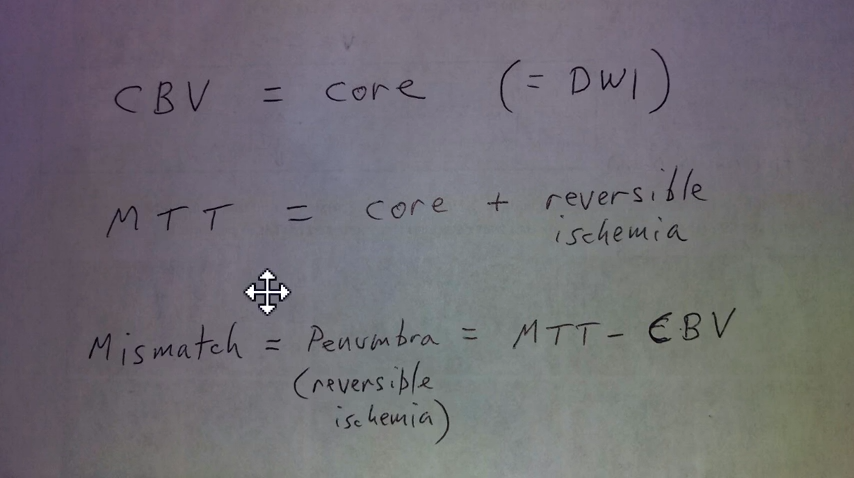 CBV = core (= DWI)
MTT = core + reversible
ischemia
Mismatch = Penumbra = MTT - CBV
(reversible
ischemia)